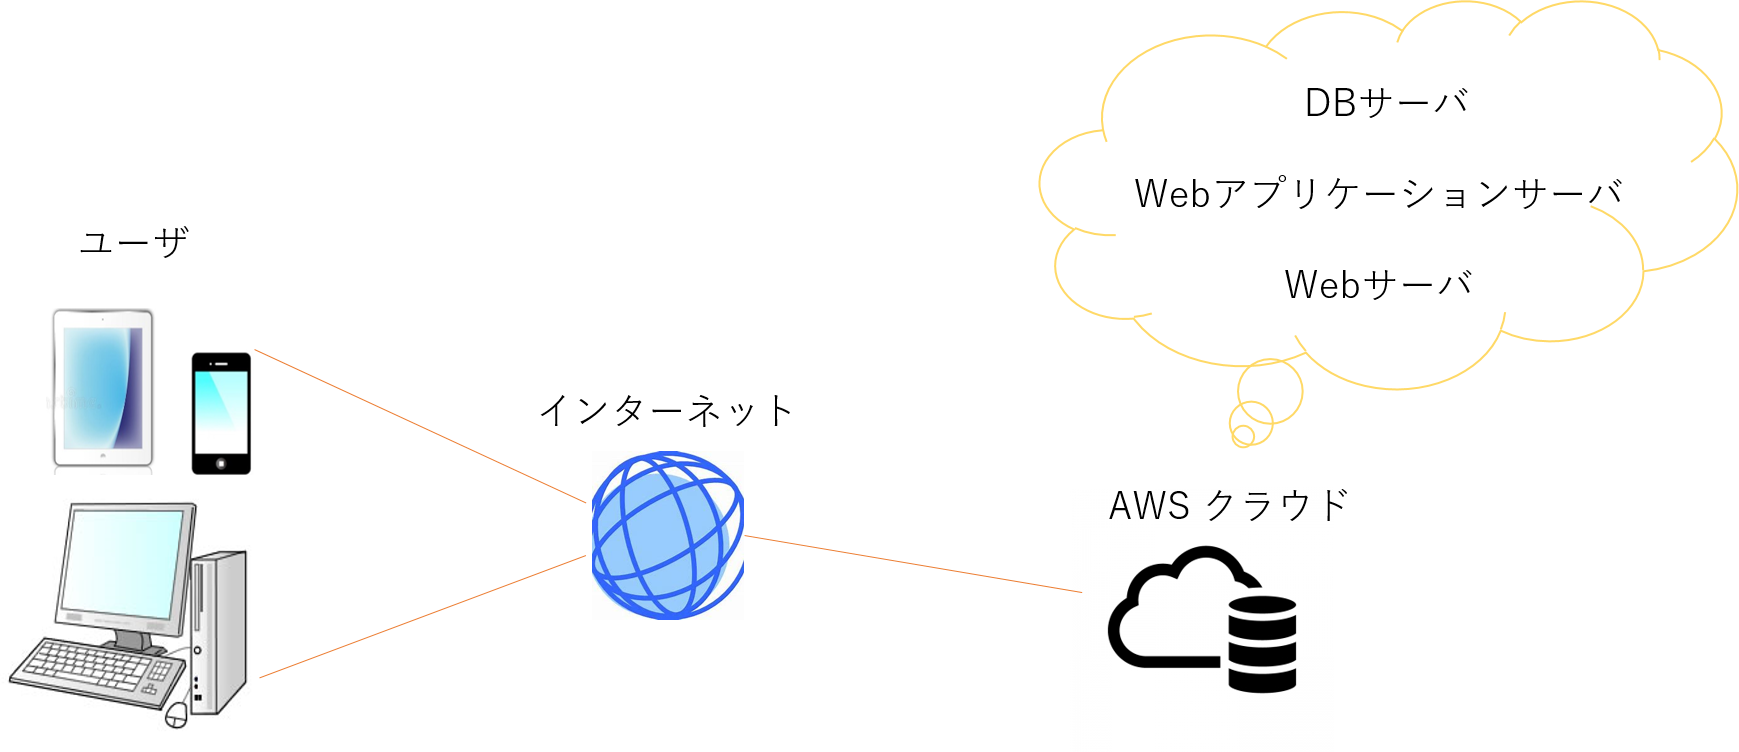 DBサーバ
Webアプリケーションサーバ
Webサーバ
ユーザ
インターネット
AWS クラウド